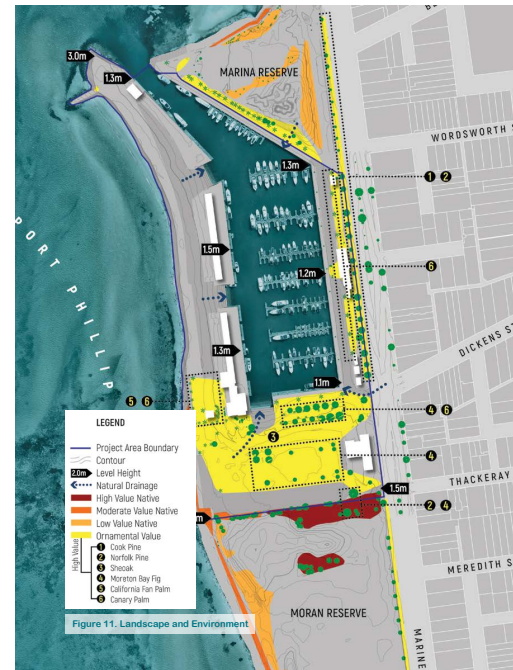 3.0m
1.3m
MARINA RESERVE
WORDSWORTH S
1.3m
1 2
PORT PHILLIP
1.5m
1.2m
6
DICKENS ST
1.3m
1.1m
5 6
4 6
3
4
THACKERAY
1.5m
2 4
MEREDITH S
MORAN RESERVE
MARINE
LEGEND
Project Area Boundary
Contour
2.0m Level Height
Natural Drainage
High Value Native
Moderate Value Native
Low Value Native
Ornamental Value
High Value
1 Cook Pine
2 Norfolk Pine
3 Sheoak
4 Moreton Bay Fig
5 California Fan Palm
6 Canary Palm
Figure 11. Landscape and Environment